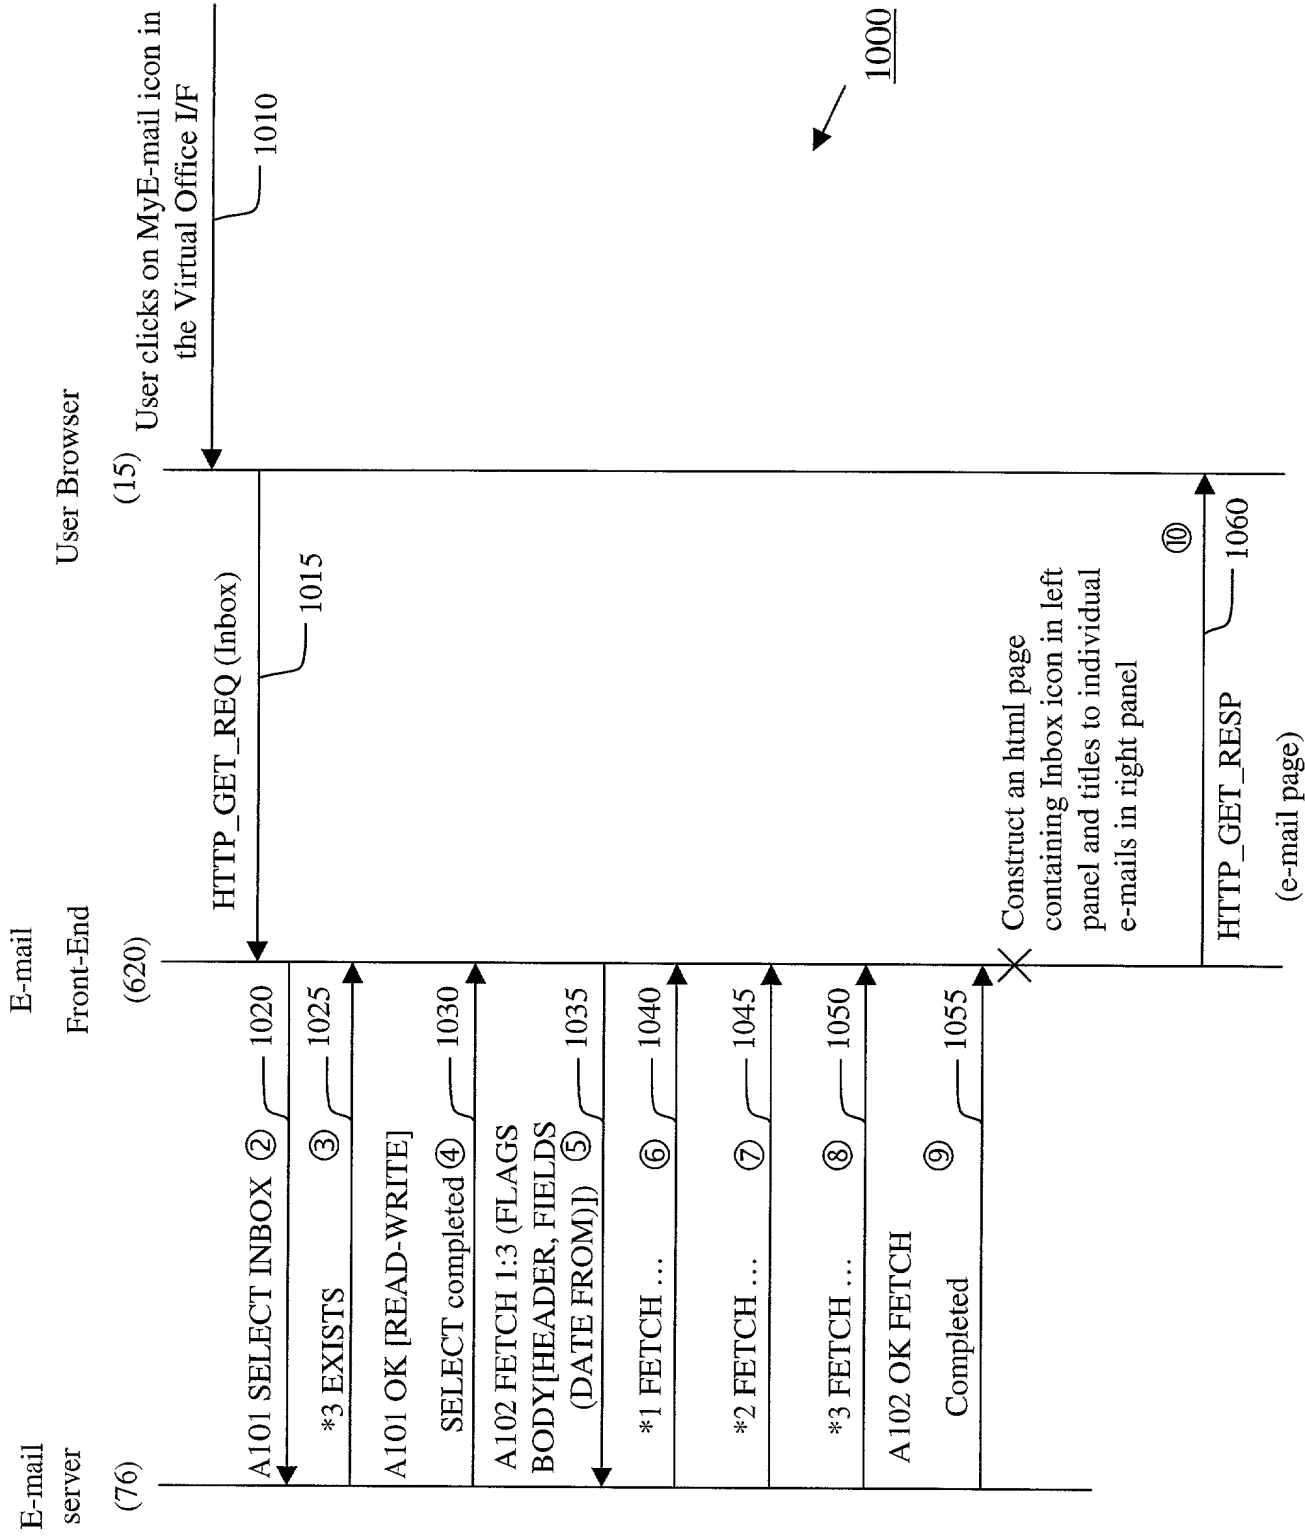 E-mail
server
(76)
E-mail
Front-End
(620)
User Browser
(15)
User clicks on MyE-mail icon in
the Virtual Office I/F
1010
HTTP_GET_REQ (Inbox)
1015
A101 SELECT INBOX ②
1020
*3 EXISTS ③
1025
A101 OK [READ-WRITE]
SELECT completed ④
1030
A102 FETCH 1:3 (FLAGS
BODY[HEADER, FIELDS
(DATE FROM)]) ⑤
1035
*1 FETCH ... ⑥
1040
*2 FETCH ... ⑦
1045
*3 FETCH ... ⑧
1050
A102 OK FETCH
Completed ⑨
1055
Construct an html page
containing Inbox icon in left
panel and titles to individual
e-mails in right panel
⑩
HTTP_GET_RESP
1060
(e-mail page)
1000